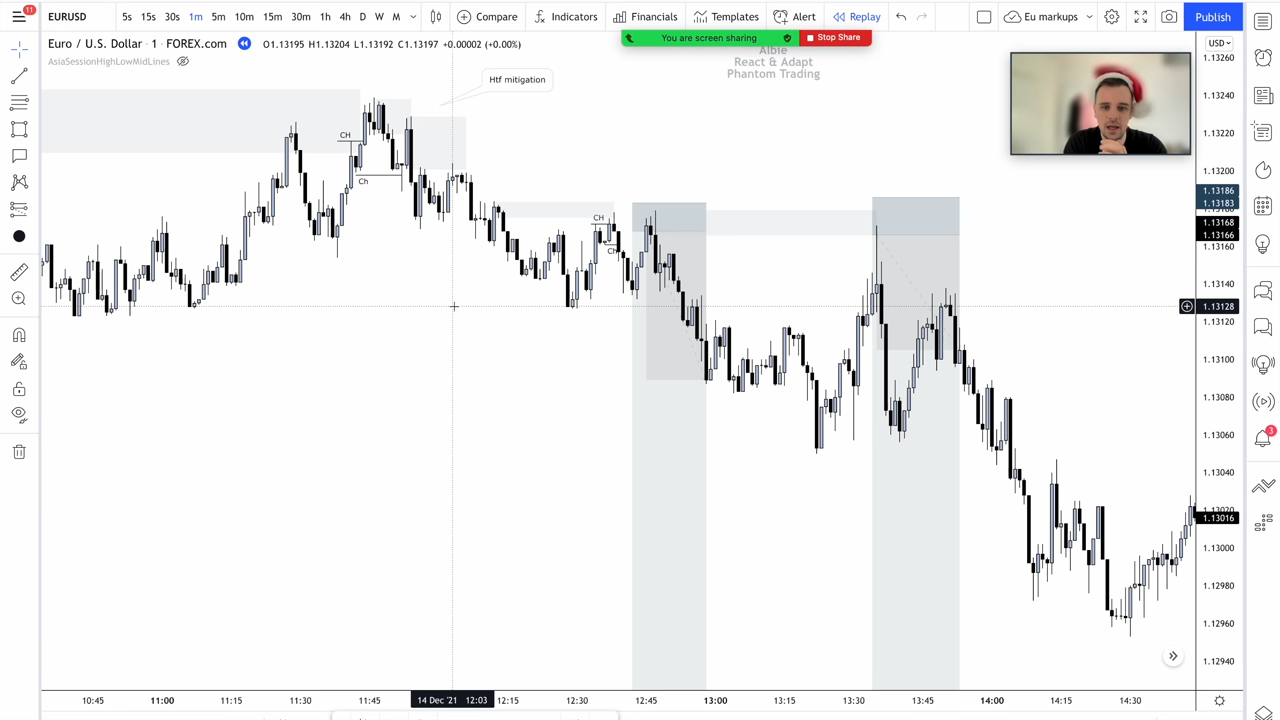 11
EURUSD
5s 15s 30s 1m 5m 10m 15m 30m 1h 4h D W M
Compare
Indicators
Financials
Templates
Alert
Replay
Eu markups
Publish
Euro / U.S. Dollar · 1 · FOREX.com
O1.13195 H1.13204 L1.13192 C1.13197 +0.00002 (+0.00%)
You are screen sharing
Stop Share
USD
AsiaSessionHighLowMidLines
Albie
React & Adapt
Phantom Trading
Htf mitigation
CH
Ch
CH
CH
1.13260
1.13240
1.13220
1.13200
1.13186
1.13183
1.13168
1.13166
1.13160
1.13140
1.13128
1.13120
1.13100
1.13080
1.13060
1.13040
1.13016
1.13000
1.12980
1.12960
1.12940
3
10:45 11:00 11:15 11:30 11:45 14 Dec '21 12:03 12:15 12:30 12:45 13:00 13:15 13:30 13:45 14:00 14:15 14:30